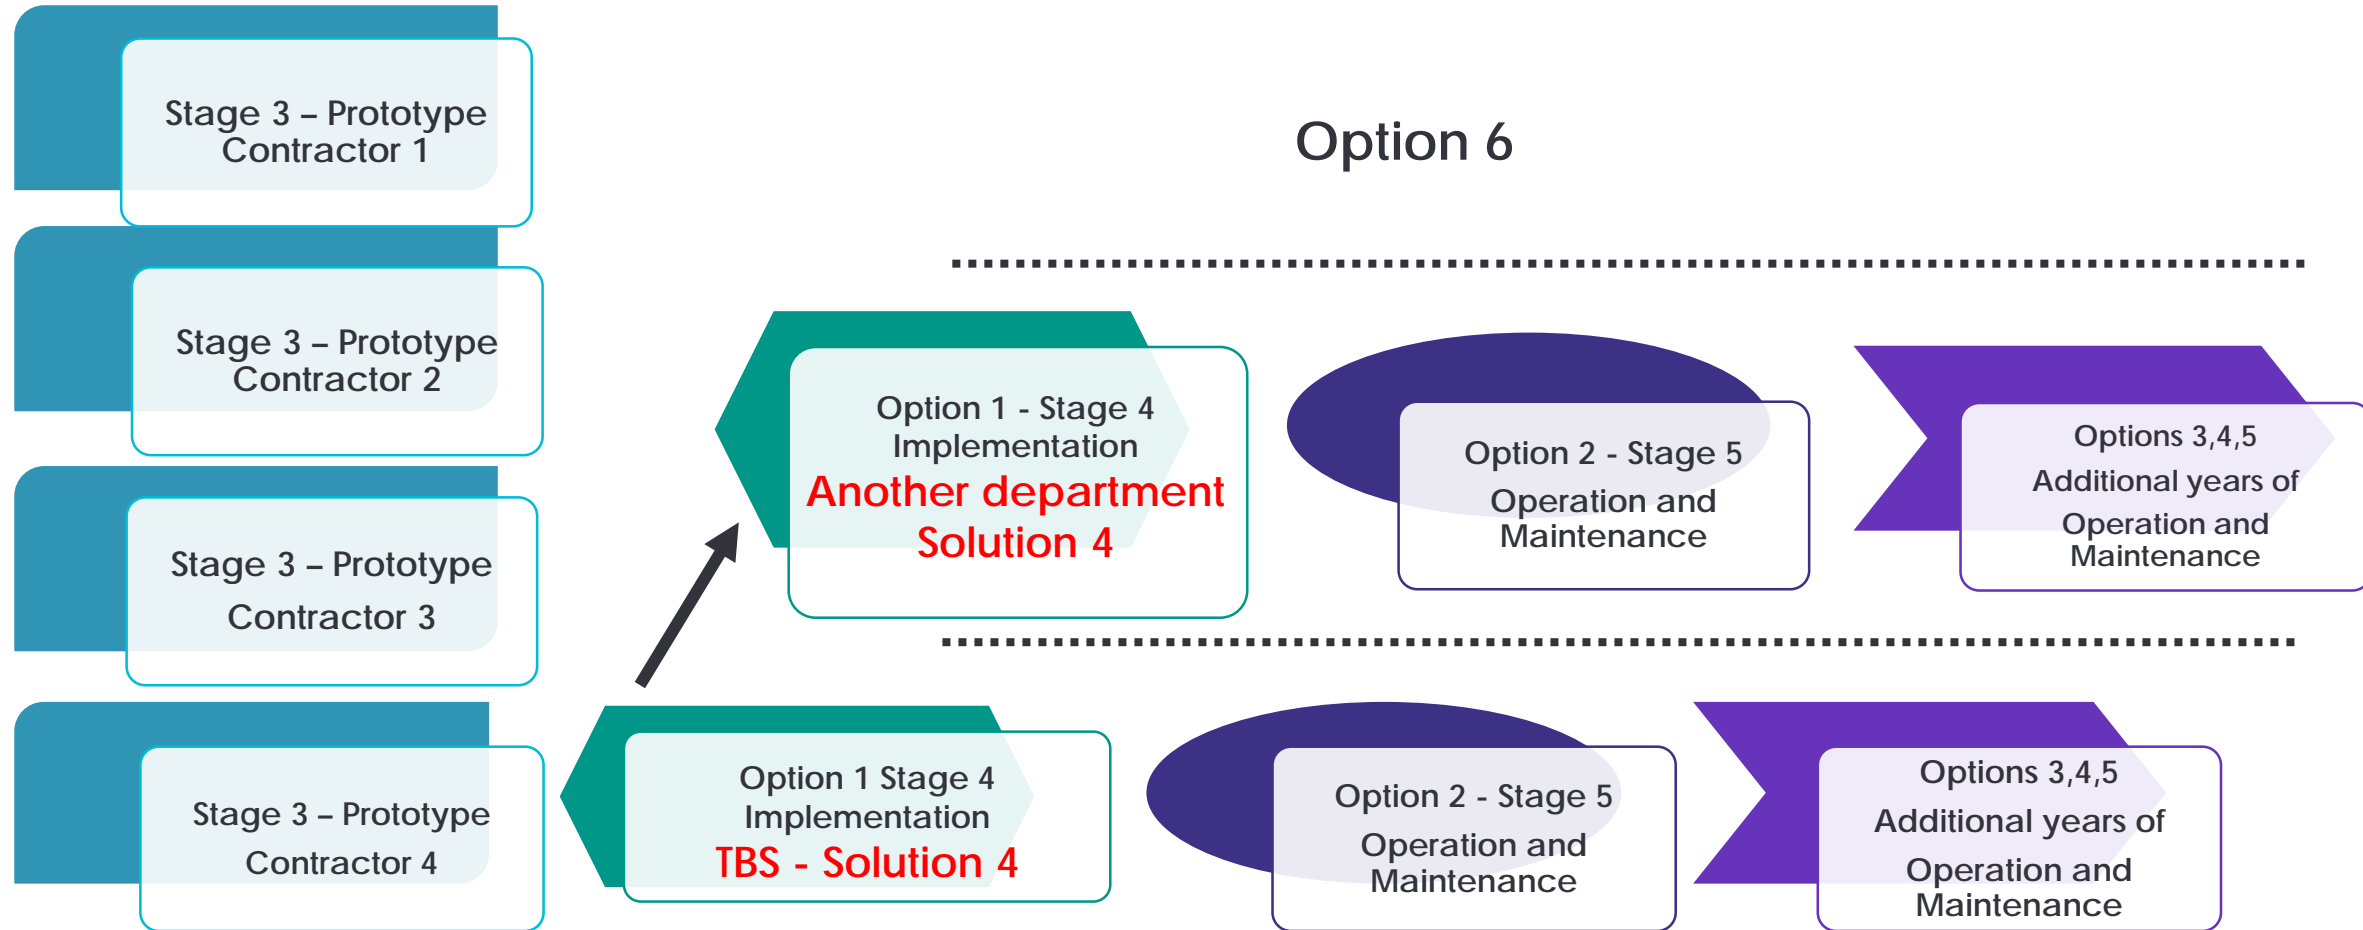 Stage 3 – Prototype
Contractor 1
Option 6
Stage 3 – Prototype
Contractor 2
Option 1 - Stage 4
Implementation
Another department
Solution 4
Option 2 - Stage 5
Operation and
Maintenance
Options 3,4,5
Additional years of
Operation and
Maintenance
Stage 3 – Prototype
Contractor 3
Stage 3 – Prototype
Contractor 4
Option 1 Stage 4
Implementation
TBS - Solution 4
Option 2 - Stage 5
Operation and
Maintenance
Options 3,4,5
Additional years of
Operation and
Maintenance